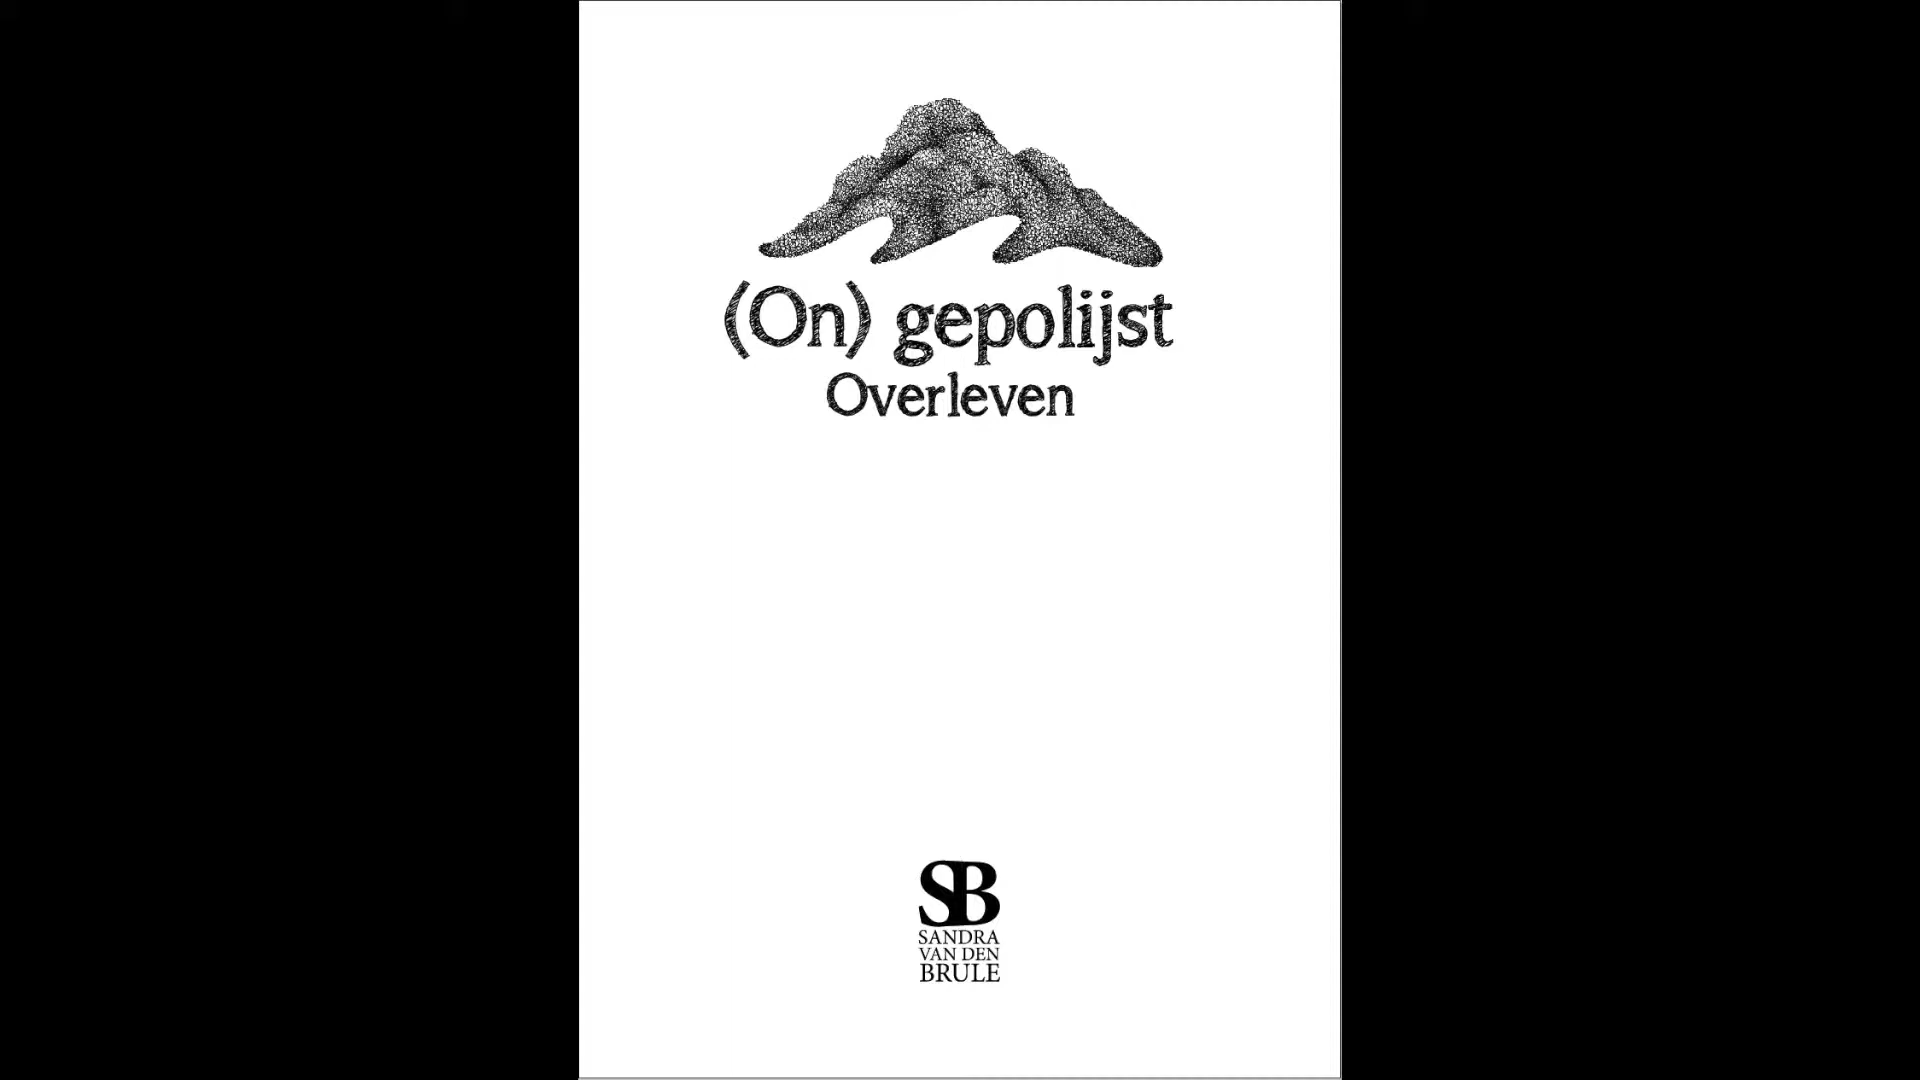 (On) gepolijst
Overleven
SB
SANDRA
VAN DEN
BRULE